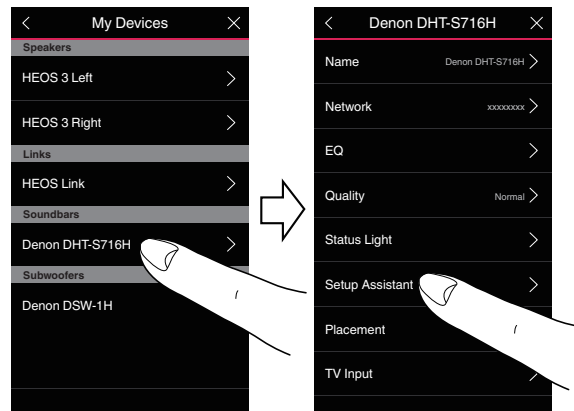 My Devices
Speakers
HEOS 3 Left
HEOS 3 Right
Links
HEOS Link
Soundbars
Denon DHT-S716H
Subwoofers
Denon DSW-1H
Denon DHT-S716H
Name Denon DHT-S716H
Network xxxxxxxx
EQ
Quality Normal
Status Light
Setup Assistant
Placement
TV Input